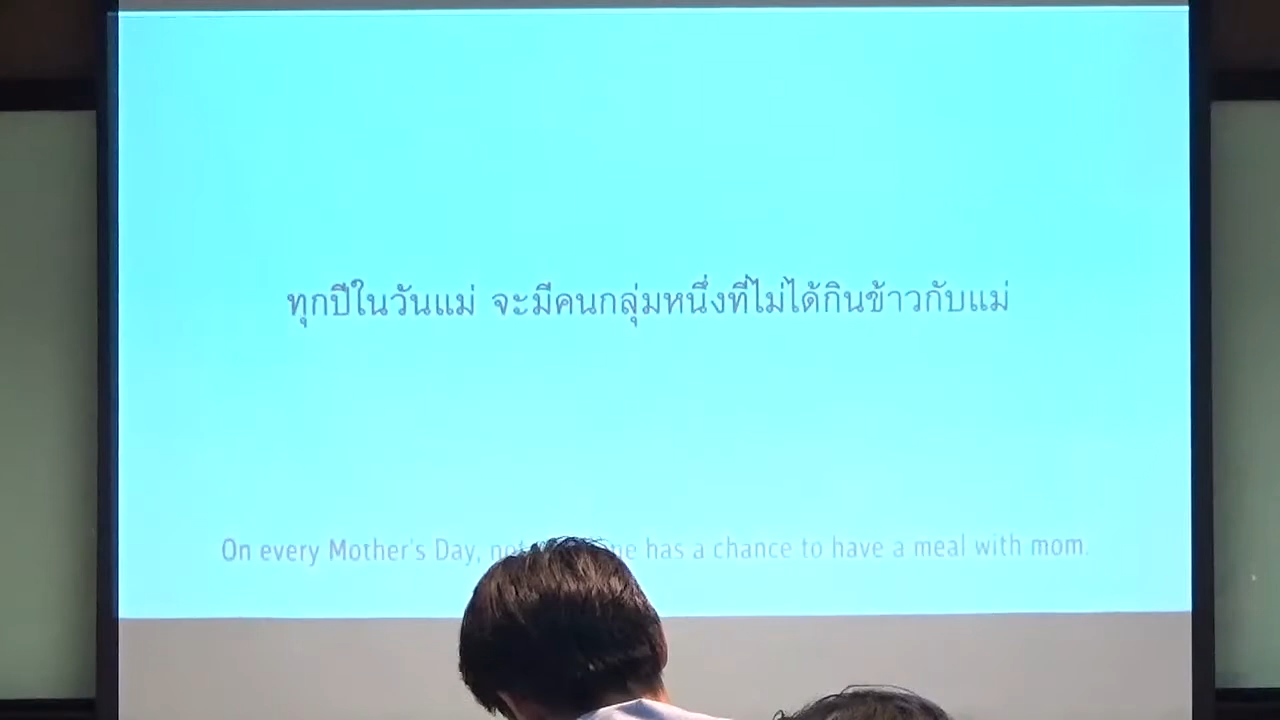 ทุกปีในวันแม่ จะมีคนกลุ่มหนึ่งที่ไม่ได้กินข้าวกับแม่
On every Mother's Day, has a chance to have a meal with mom.